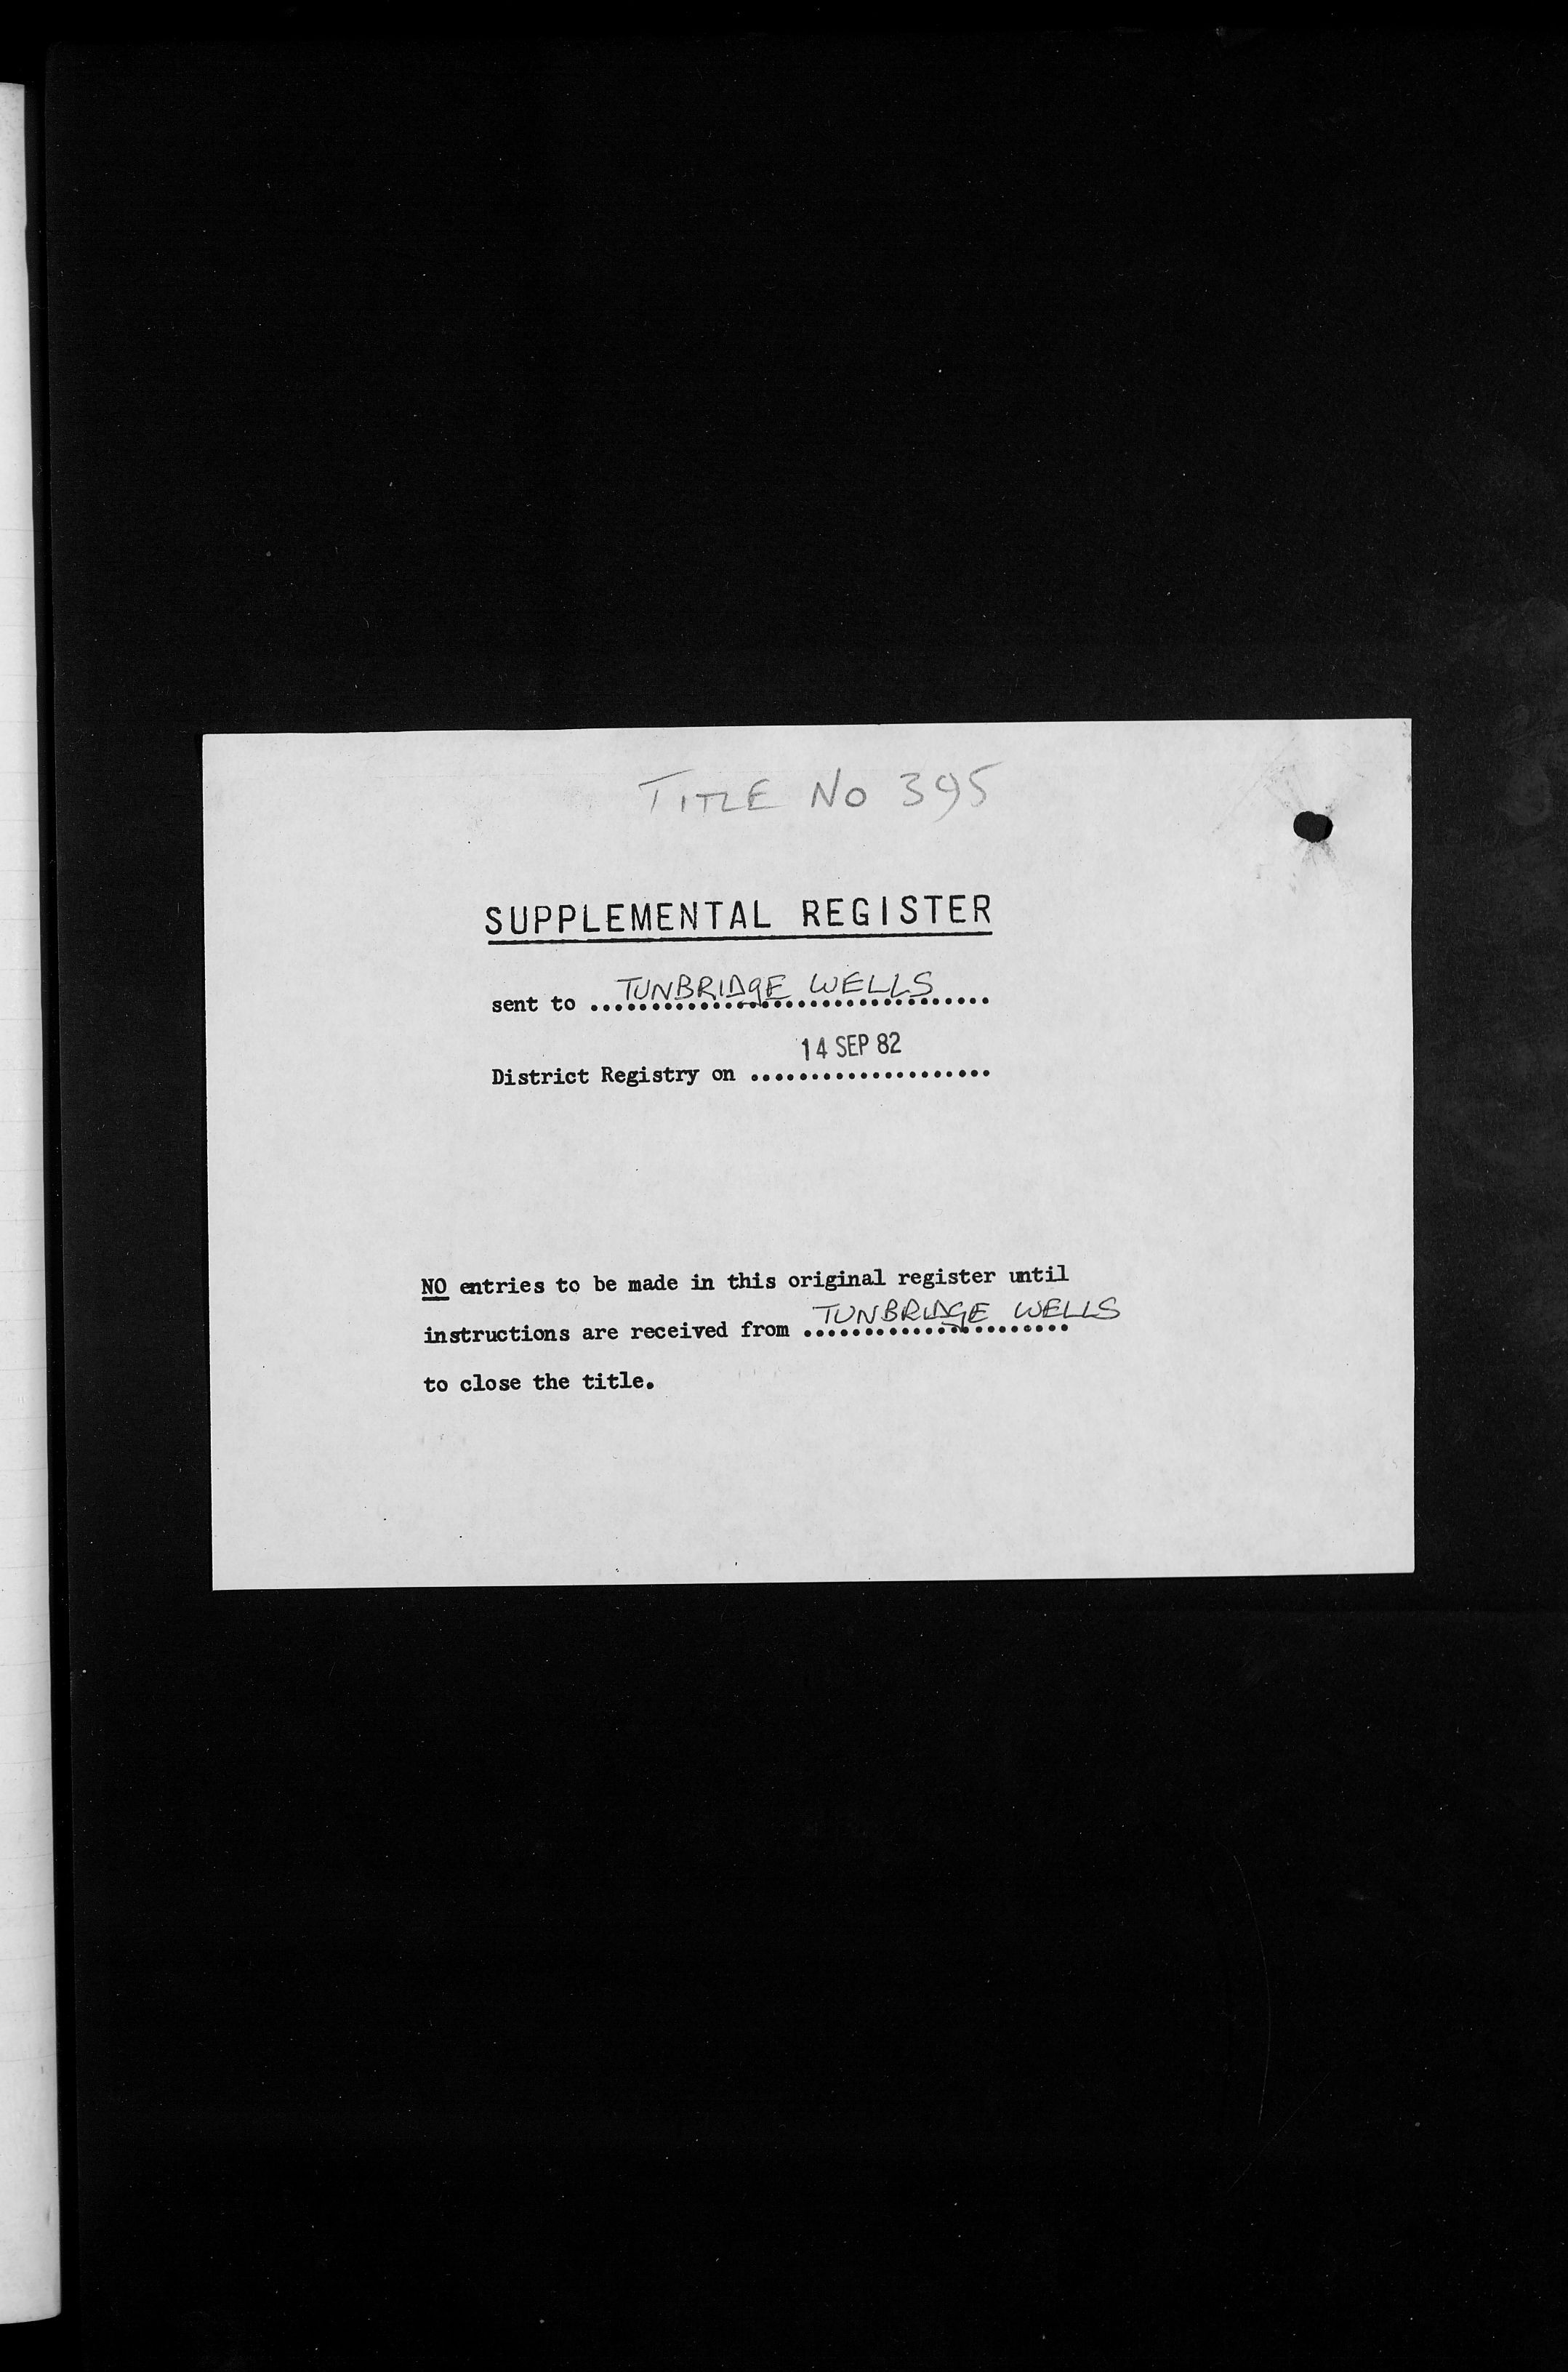 TITLE NO 395
SUPPLEMENTAL REGISTER
sent to TUNBRIDGE WELLS
14 SEP 82
District Registry on ....................
NO entries to be made in this original register until
instructions are received from TUNBRIDGE WELLS
to close the title.